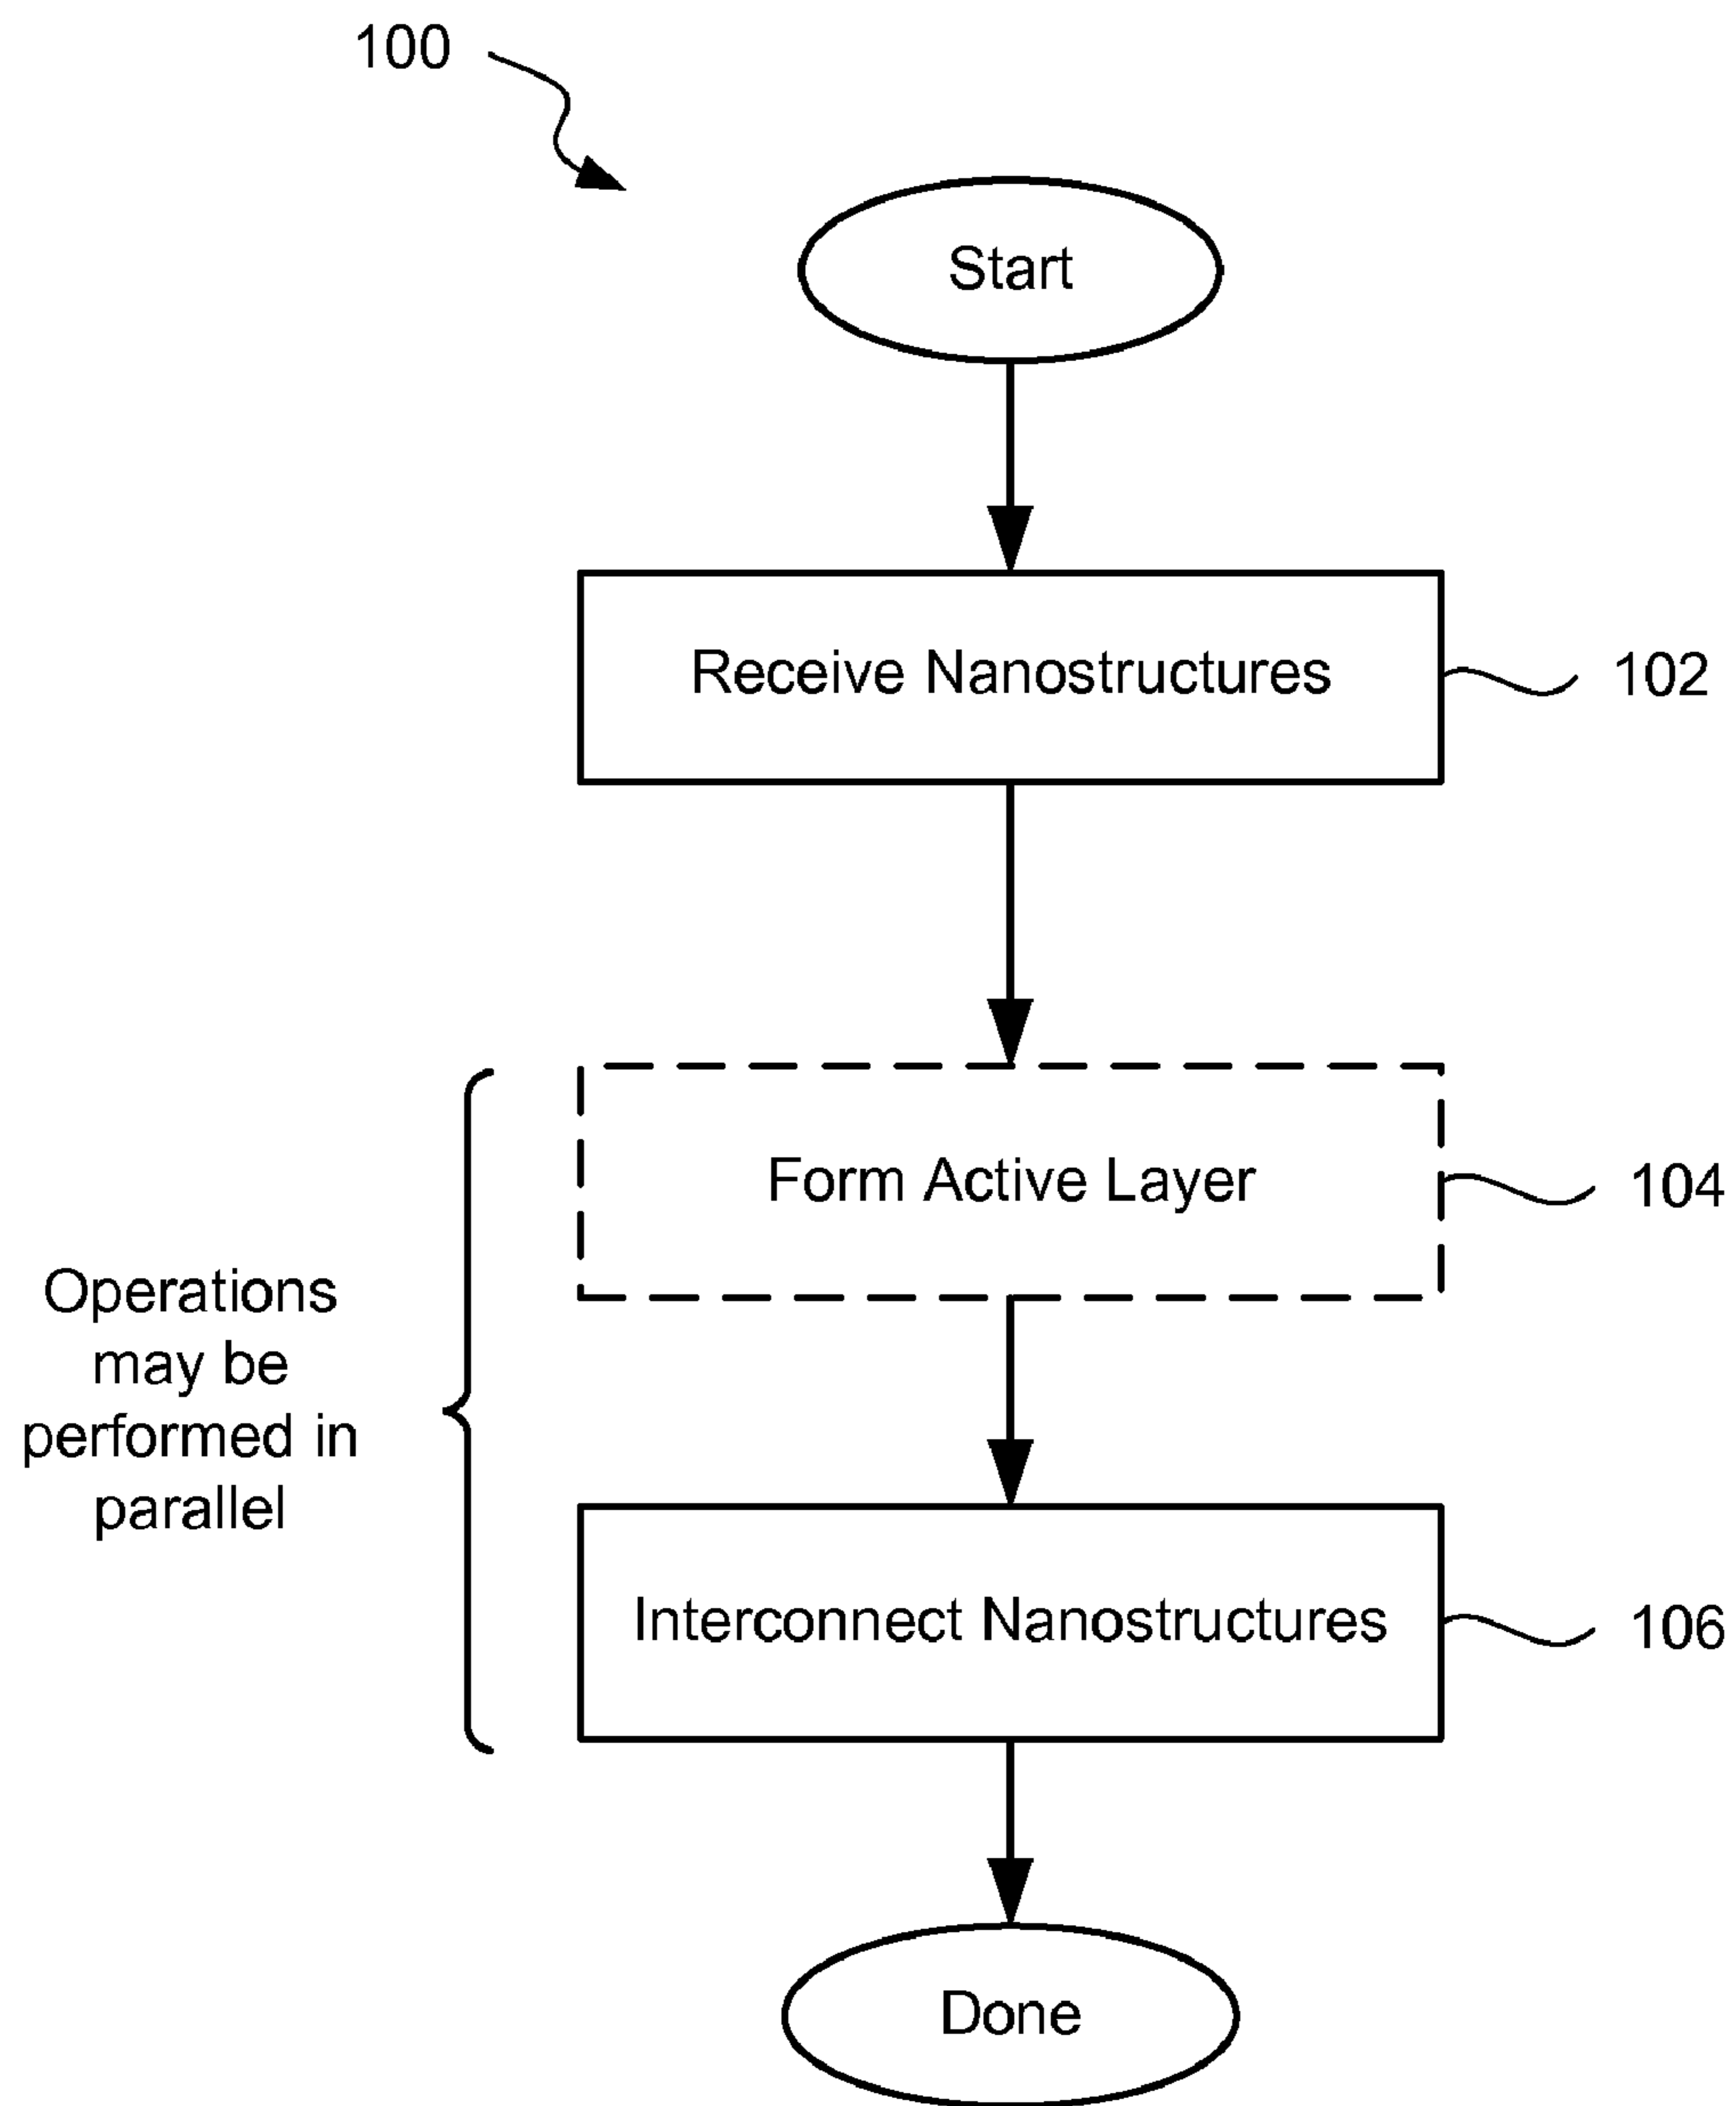 100
Start
Receive Nanostructures
102
Form Active Layer
104
Operations
may be
performed in
parallel
Interconnect Nanostructures
106
Done